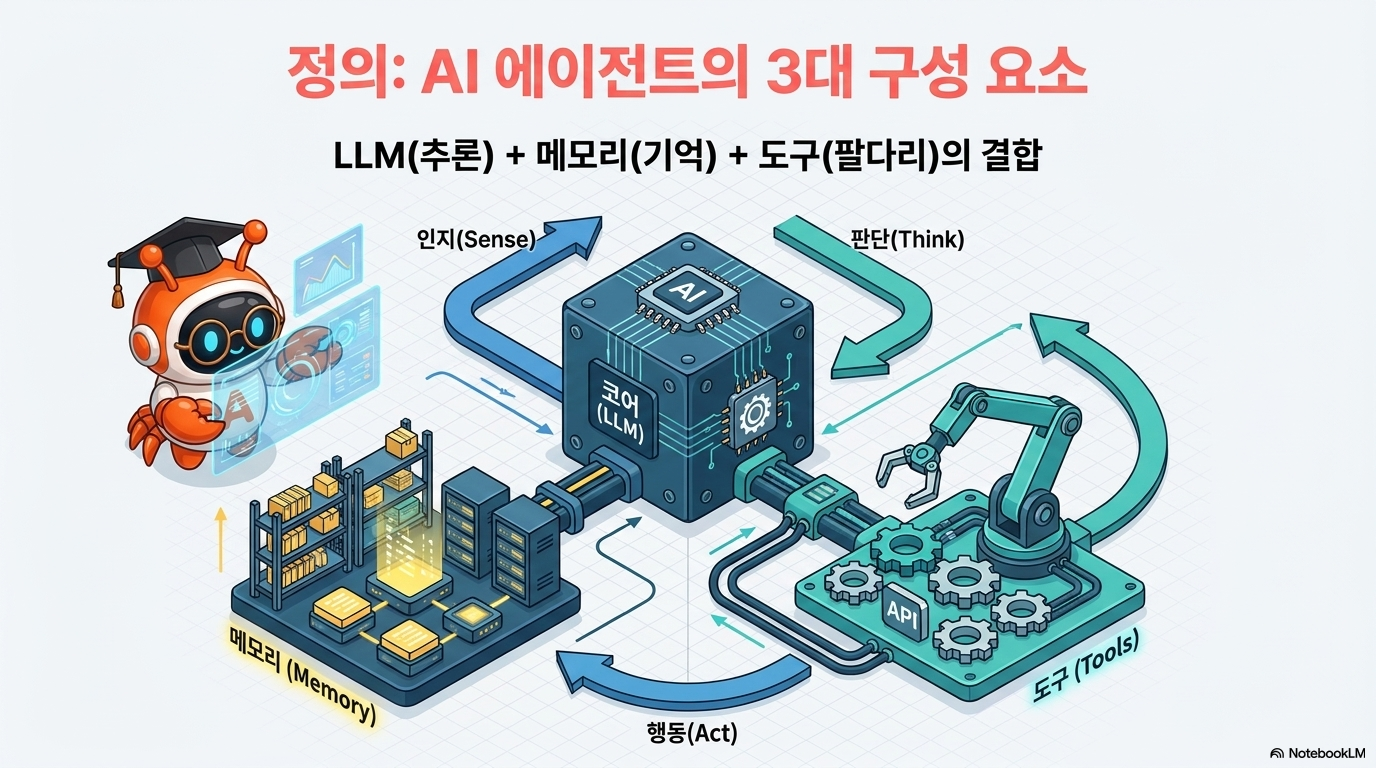 정의: AI 에이전트의 3대 구성 요소
LLM(추론) + 메모리(기억) + 도구(팔다리)의 결합
인지(Sense)
판단(Think)
AI
코어
(LLM)
A
API
메모리 (Memory)
도구 (Tools)
행동(Act)
NotebookLM